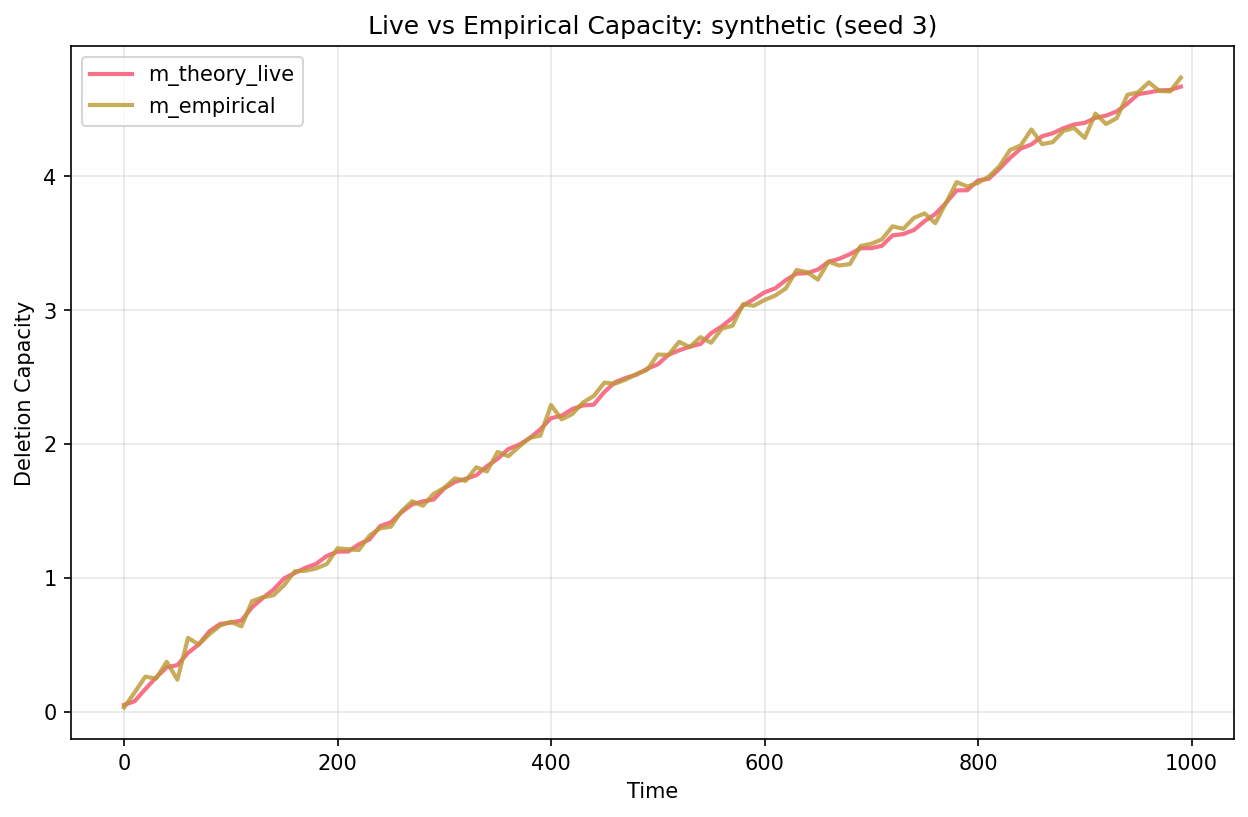 Live vs Empirical Capacity: synthetic (seed 3)
m_theory_live
m_empirical
Deletion Capacity
4
3
2
1
0
0 200 400 600 800 1000
Time